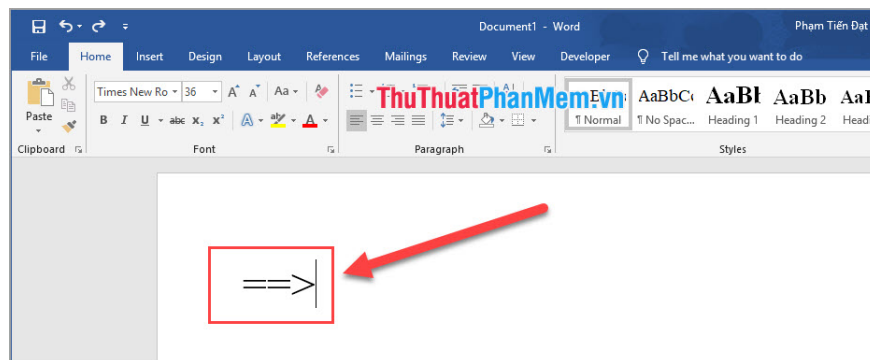 Document1 - Word
Phạm Tiến Đạt
File Home Insert Design Layout References Mailings Review View Developer Tell me what you want to do
Paste
Times New Ro 36 A A Aa
B I U abc x₂ x² A aby A
ThuThuatPhanMem.vn
AaBbCc AaBb AaBb
¶ Normal ¶ No Spac... Heading 1 Heading 2 Headi
Clipboard Font Paragraph Styles
==>